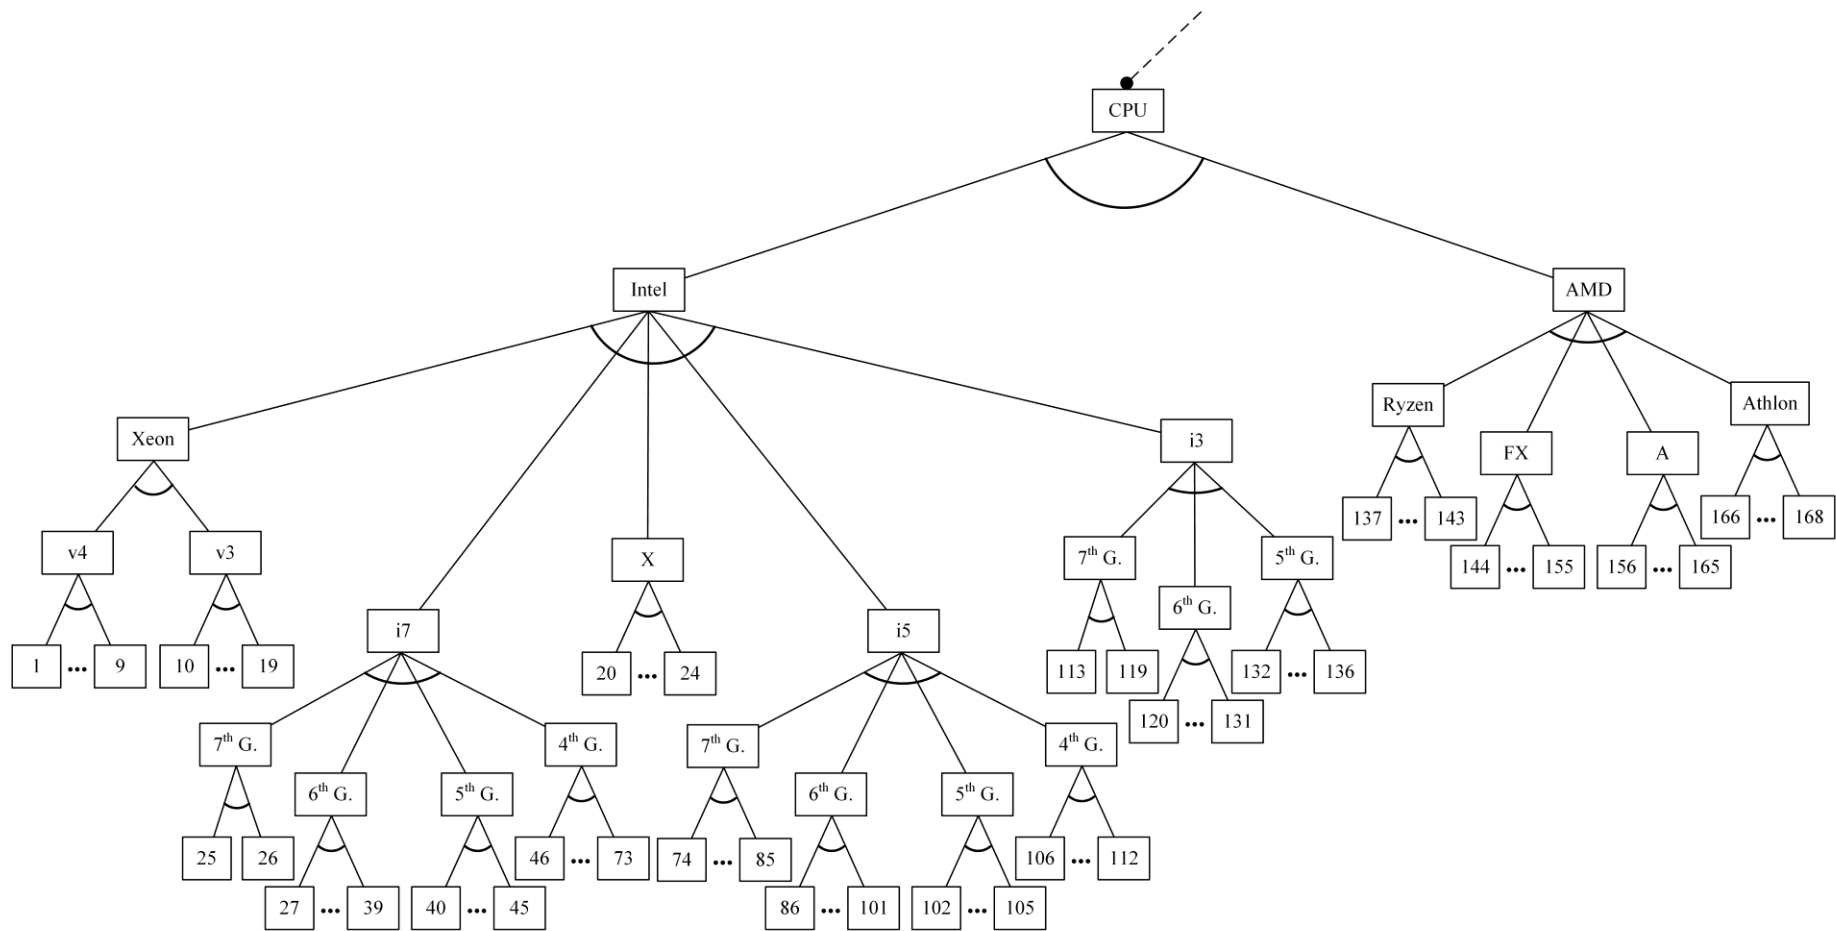 CPU
Intel
AMD
Xeon
i7
X
i5
i3
Ryzen
FX
A
Athlon
v4
v3
1 ... 9
10 ... 19
7th G.
6th G.
5th G.
4th G.
25
26
27 ... 39
40 ... 45
46 ... 73
20 ... 24
7th G.
6th G.
5th G.
4th G.
74 ... 85
86 ... 101
102 ... 105
106 ... 112
7th G.
6th G.
5th G.
113
119
120 ... 131
132 ... 136
137 ... 143
144 ... 155
156 ... 165
166 ... 168